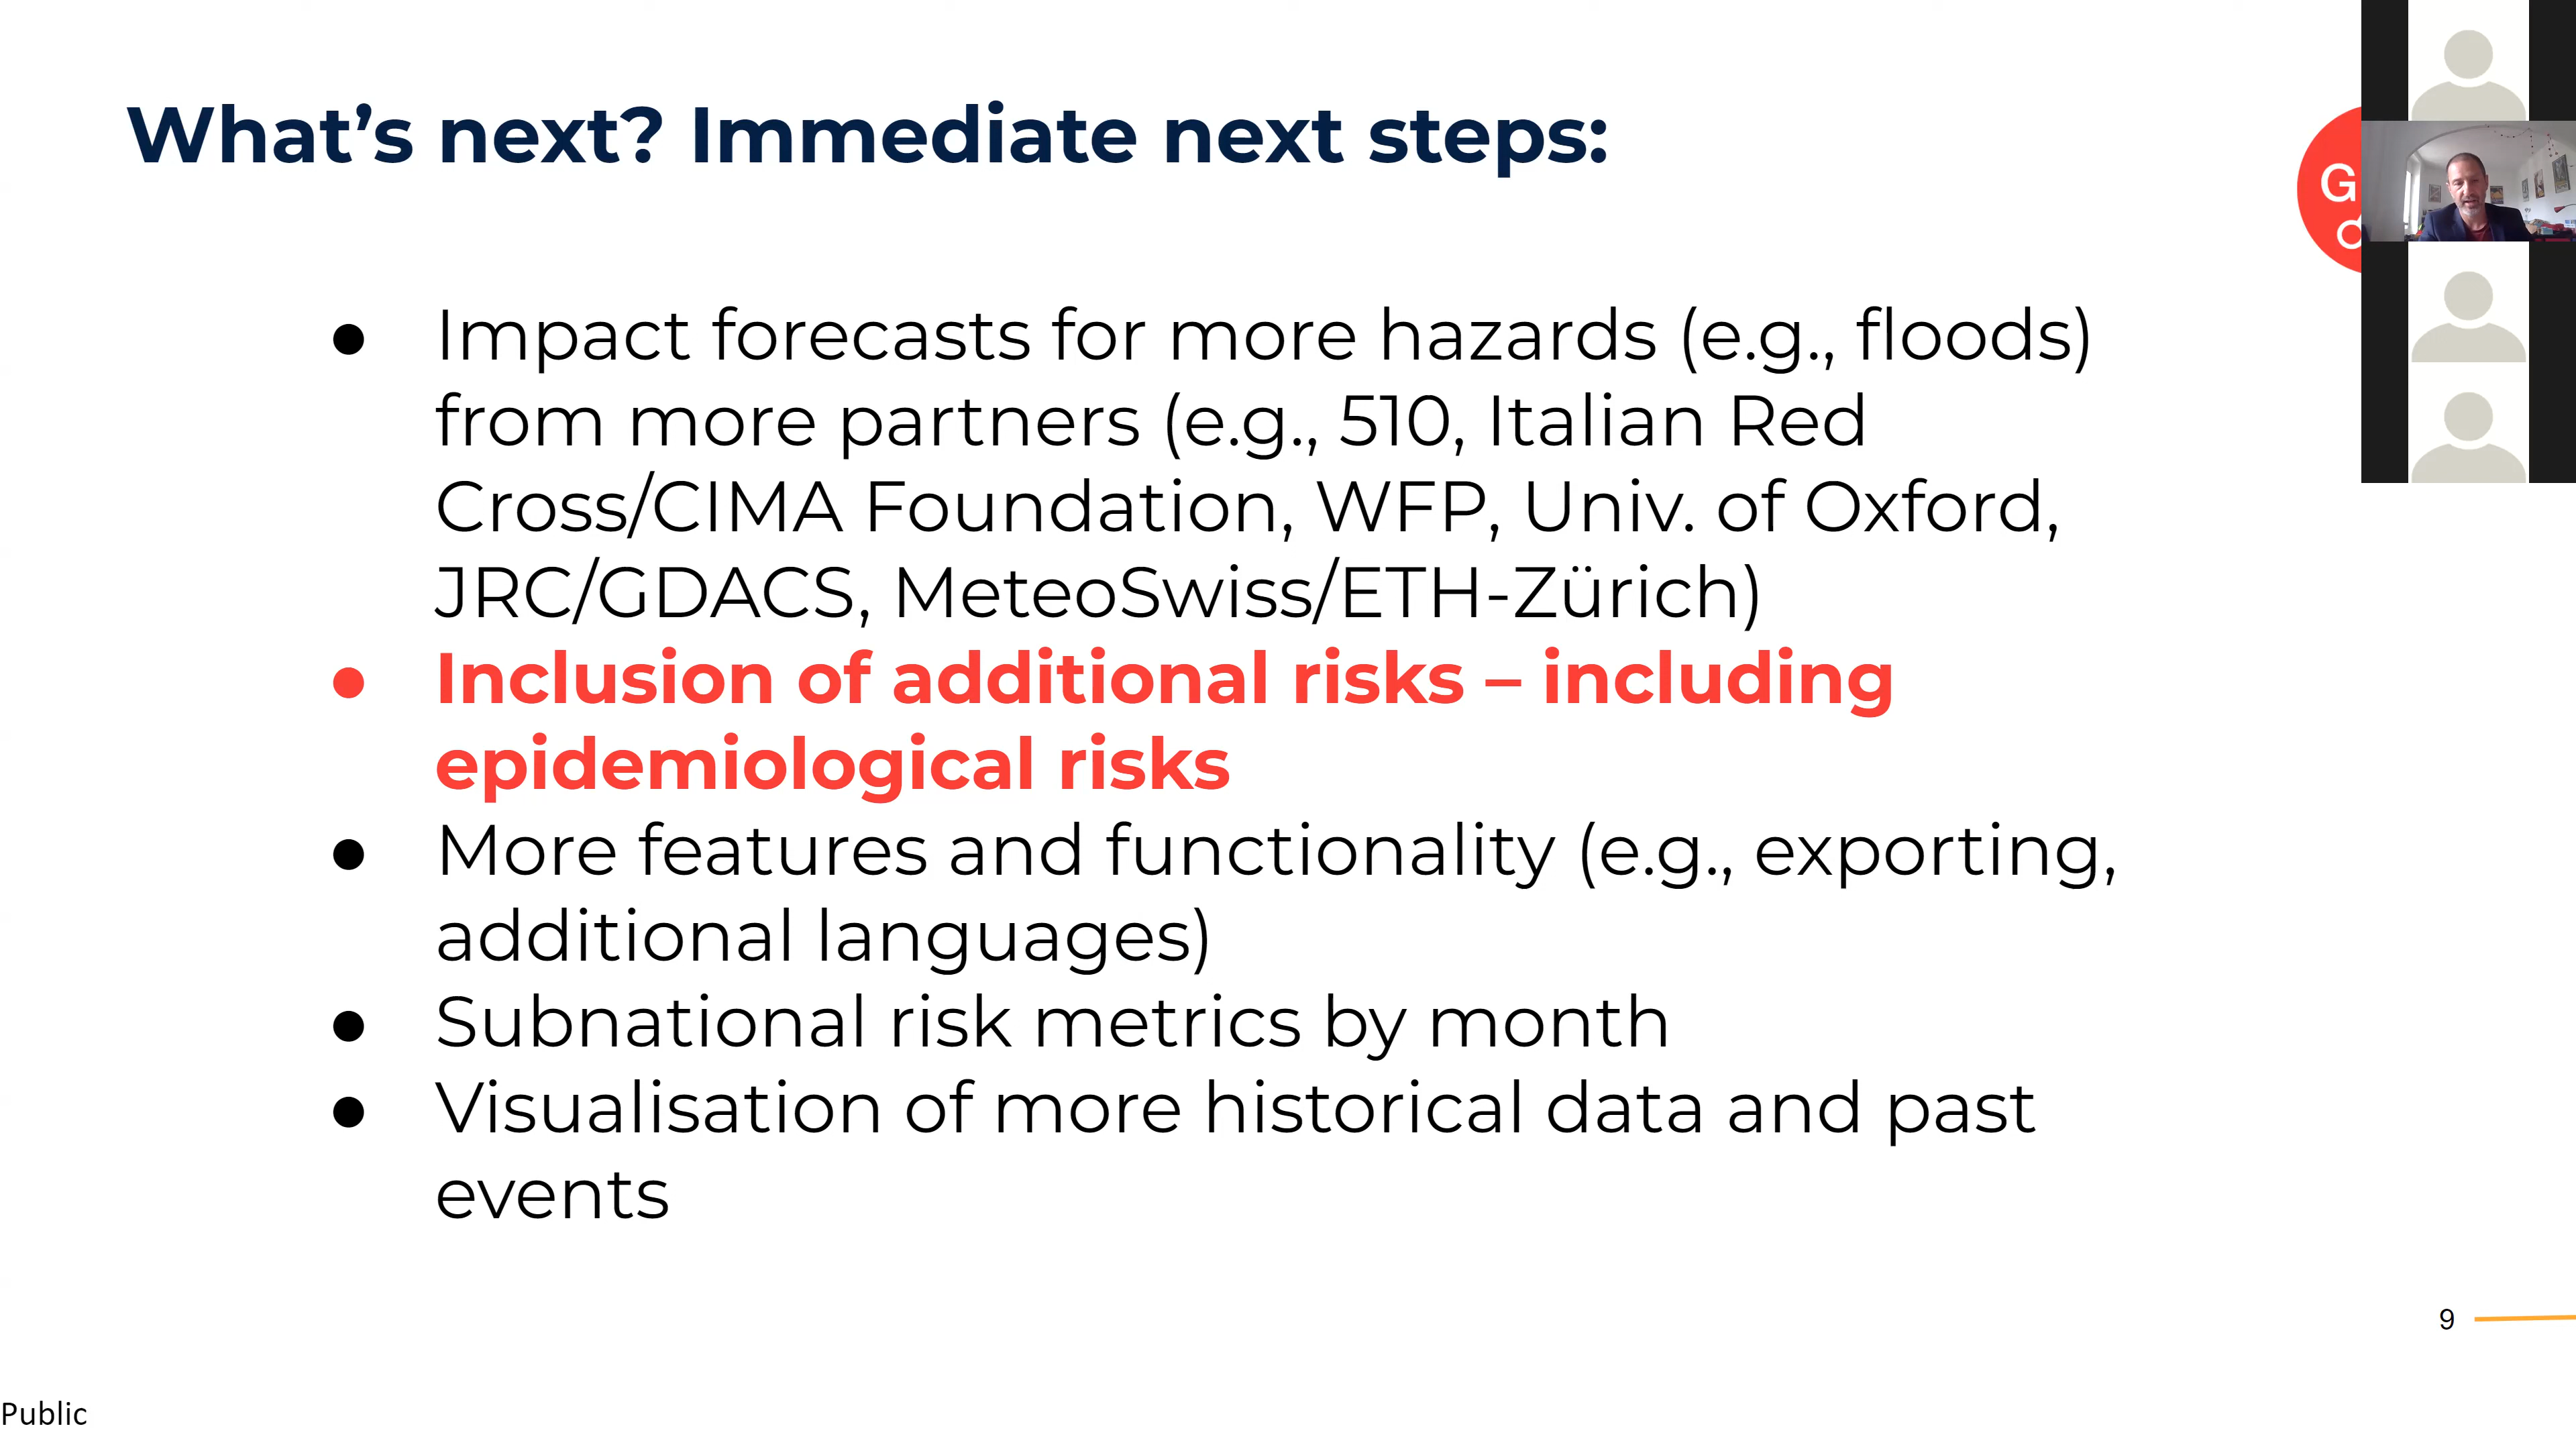 What’s next? Immediate next steps:
● Impact forecasts for more hazards (e.g., floods)
from more partners (e.g., 510, Italian Red
Cross/CIMA Foundation, WFP, Univ. of Oxford,
JRC/GDACS, MeteoSwiss/ETH-Zürich)
● Inclusion of additional risks – including
epidemiological risks
● More features and functionality (e.g., exporting,
additional languages)
● Subnational risk metrics by month
● Visualisation of more historical data and past
events
9
Public